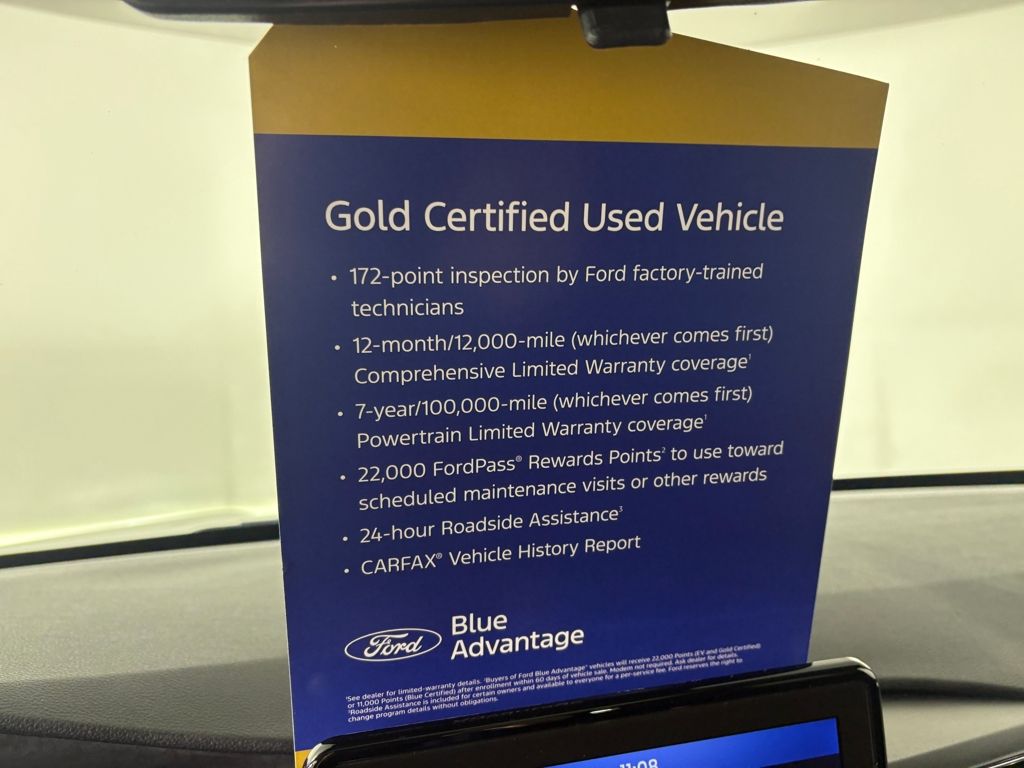 Gold Certified Used Vehicle
• 172-point inspection by Ford factory-trained
technicians
• 12-month/12,000-mile (whichever comes first)
Comprehensive Limited Warranty coverage¹
• 7-year/100,000-mile (whichever comes first)
Powertrain Limited Warranty coverage¹
• 22,000 FordPass® Rewards Points² to use toward
scheduled maintenance visits or other rewards
• 24-hour Roadside Assistance³
• CARFAX® Vehicle History Report
Ford
Blue
Advantage
¹See dealer for limited-warranty details. ²Buyers of Ford Blue Advantage® vehicles will receive 22,000 Points (EV and Gold Certified)
or 11,000 Points (Blue Certified) after enrollment within 60 days of vehicle sale. Modem not required. Ask dealer for details.
³Roadside Assistance is included for certain owners and available to everyone for a per-service fee. Ford reserves the right to
change program details without obligations.
11:08